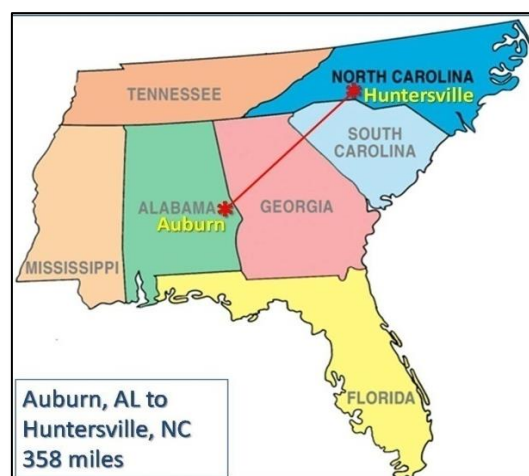 NORTH CAROLINA
Huntersville
TENNESSEE
SOUTH
CAROLINA
ALABAMA
Auburn
GEORGIA
MISSISSIPPI
FLORIDA
Auburn, AL to
Huntersville, NC
358 miles